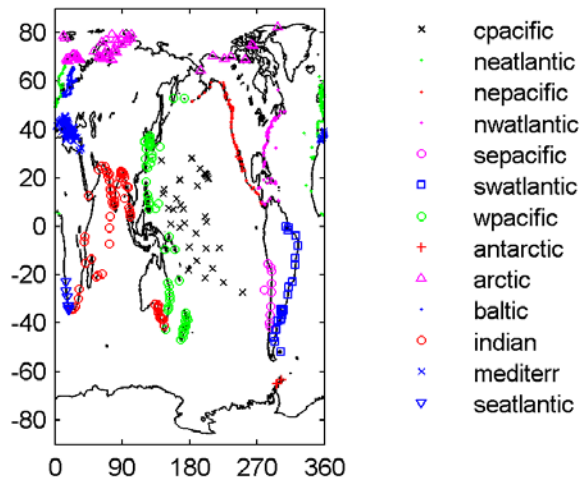 80
60
40
20
0
-20
-40
-60
-80
0
90
180
270
360
cpacific
neatlantic
nepacific
nwatlantic
sepacific
swatlantic
wpacific
antarctic
arctic
baltic
indian
mediterr
seatlantic